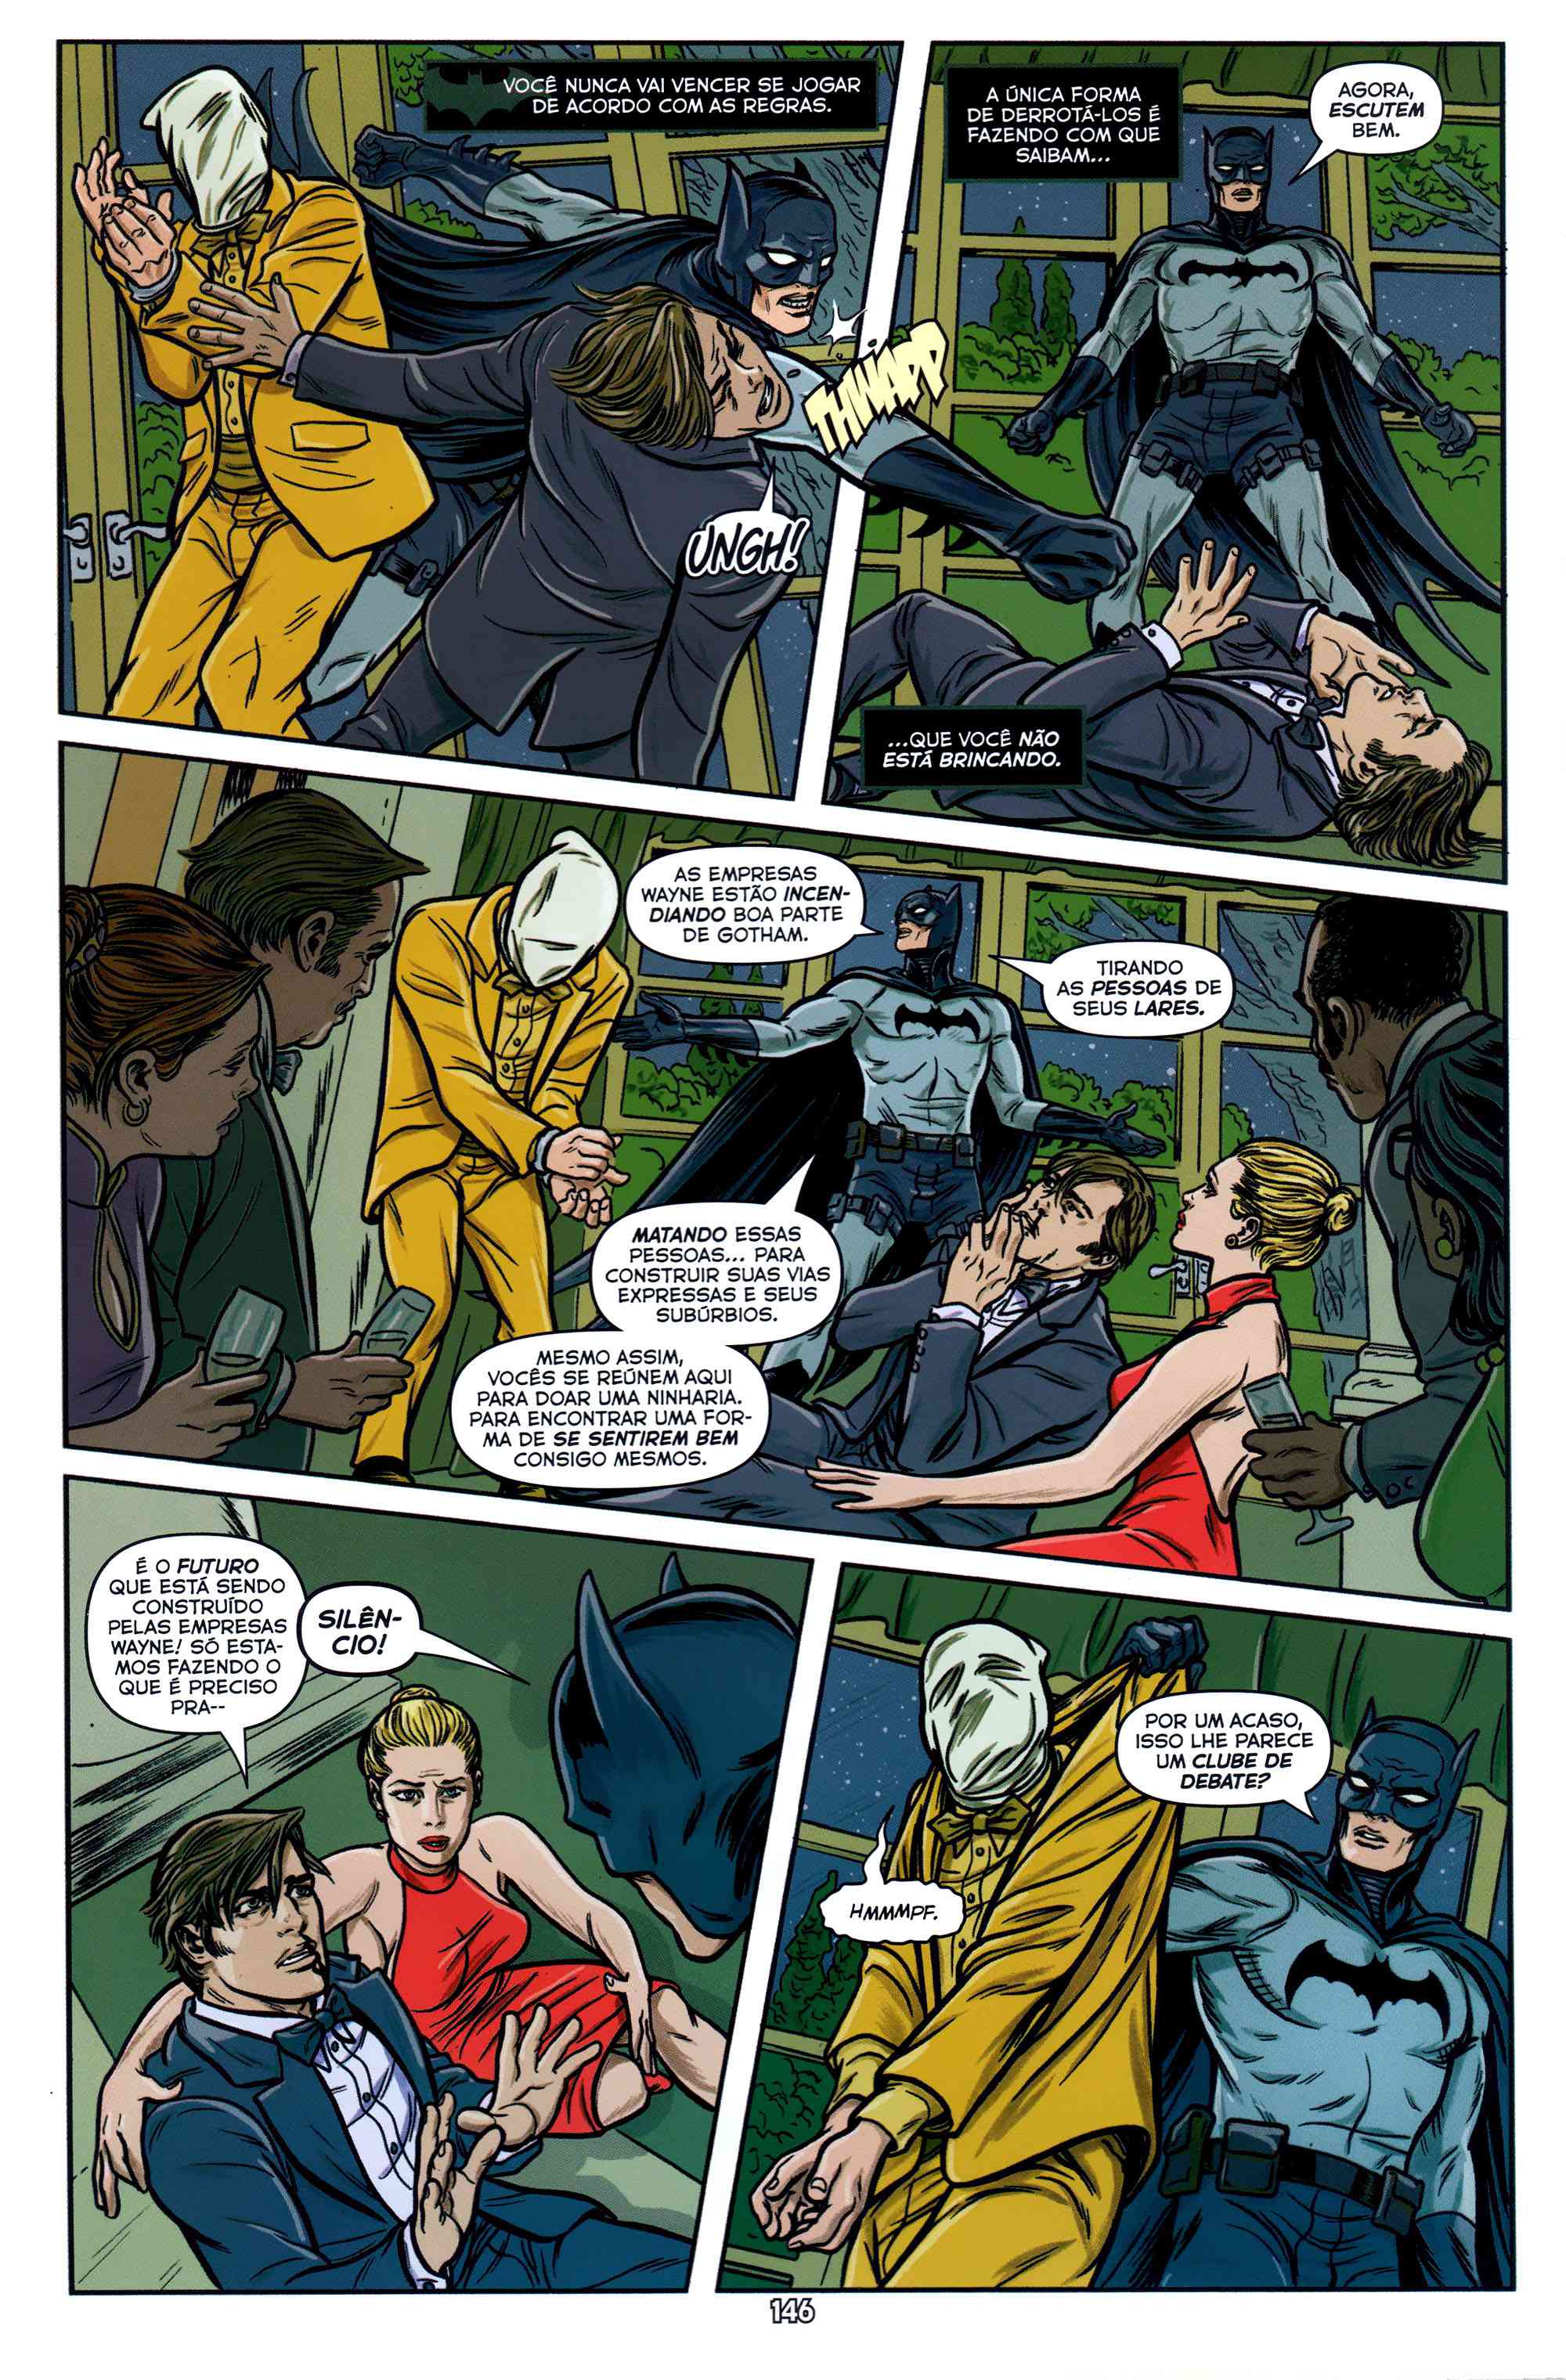 VOCÊ NUNCA VAI VENCER SE JOGAR
DE ACORDO COM AS REGRAS.
UNGH!
THWAPP
A ÚNICA FORMA
DE DERROTÁ-LOS É
FAZENDO COM QUE
SAIBAM...
AGORA,
ESCUTEM
BEM.
...QUE VOCÊ NÃO
ESTÁ BRINCANDO.
AS EMPRESAS
WAYNE ESTÃO INCEN-
DIANDO BOA PARTE
DE GOTHAM.
TIRANDO
AS PESSOAS DE
SEUS LARES.
MATANDO ESSAS
PESSOAS... PARA
CONSTRUIR SUAS VIAS
EXPRESSAS E SEUS
SUBÚRBIOS.
MESMO ASSIM,
VOCÊS SE REÚNEM AQUI
PARA DOAR UMA NINHARIA.
PARA ENCONTRAR UMA FOR-
MA DE SE SENTIREM BEM
CONSIGO MESMOS.
É O FUTURO
QUE ESTÁ SENDO
CONSTRUÍDO
PELAS EMPRESAS
WAYNE! SÓ ESTA-
MOS FAZENDO O
QUE É PRECISO
PRA--
SILÊN-
CIO!
HMMMPF.
POR UM ACASO,
ISSO LHE PARECE
UM CLUBE DE
DEBATE?
146